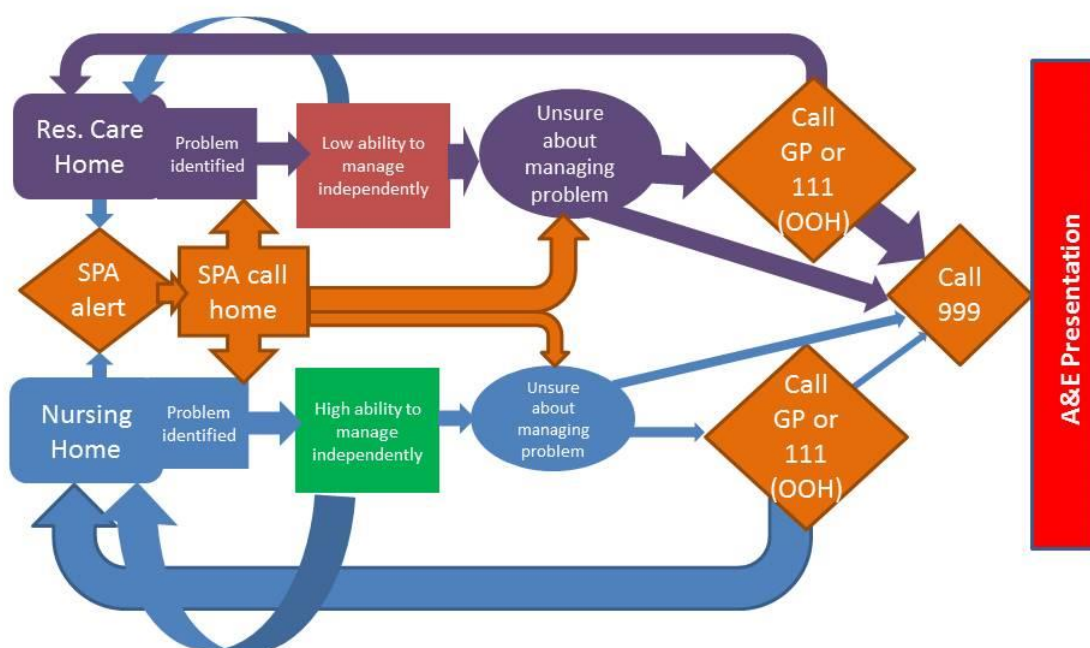 Res. Care
Home
Problem
identified
Low ability to
manage
independently
Unsure
about
managing
problem
Call
GP or
111
(OOH)
SPA
alert
SPA call
home
Call
999
A&E Presentation
Nursing
Home
Problem
identified
High ability to
manage
independently
Unsure
about
managing
problem
Call
GP or
111
(OOH)